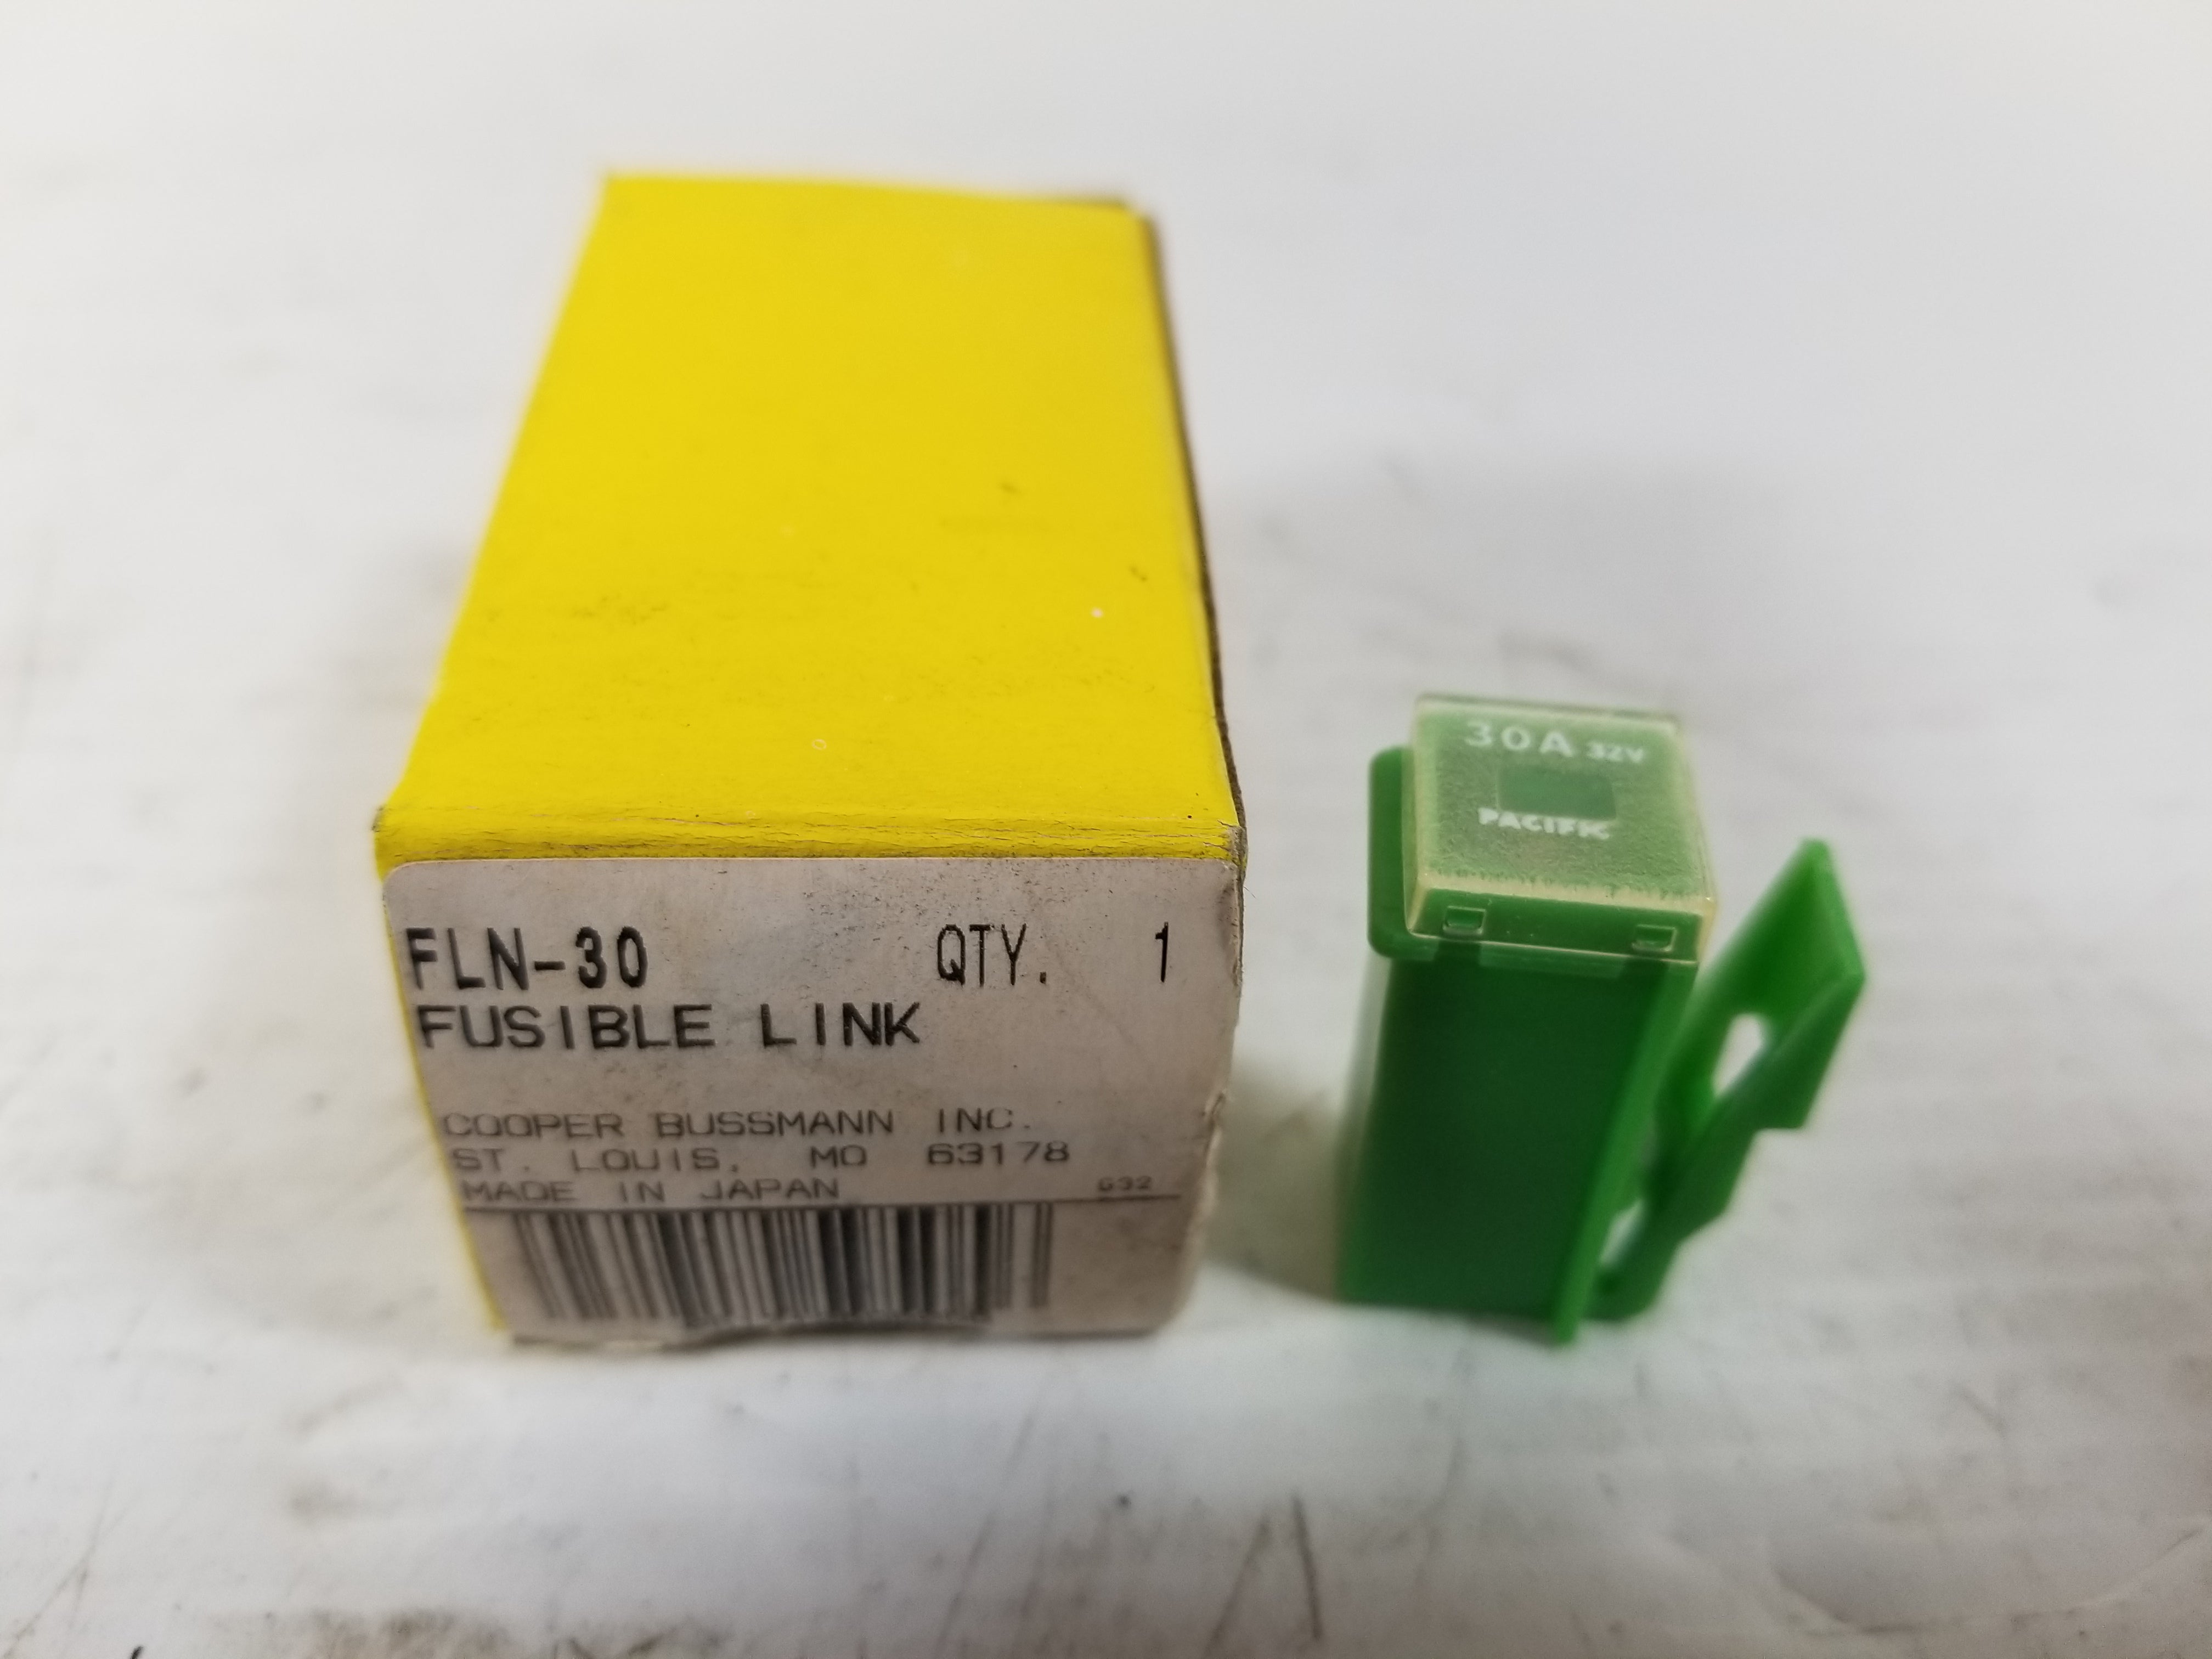 FLN-30 QTY. 1
FUSIBLE LINK
COOPER BUSSMANN INC.
ST. LOUIS, MO 63178
MADE IN JAPAN 632
30A 32V
PACIFIC